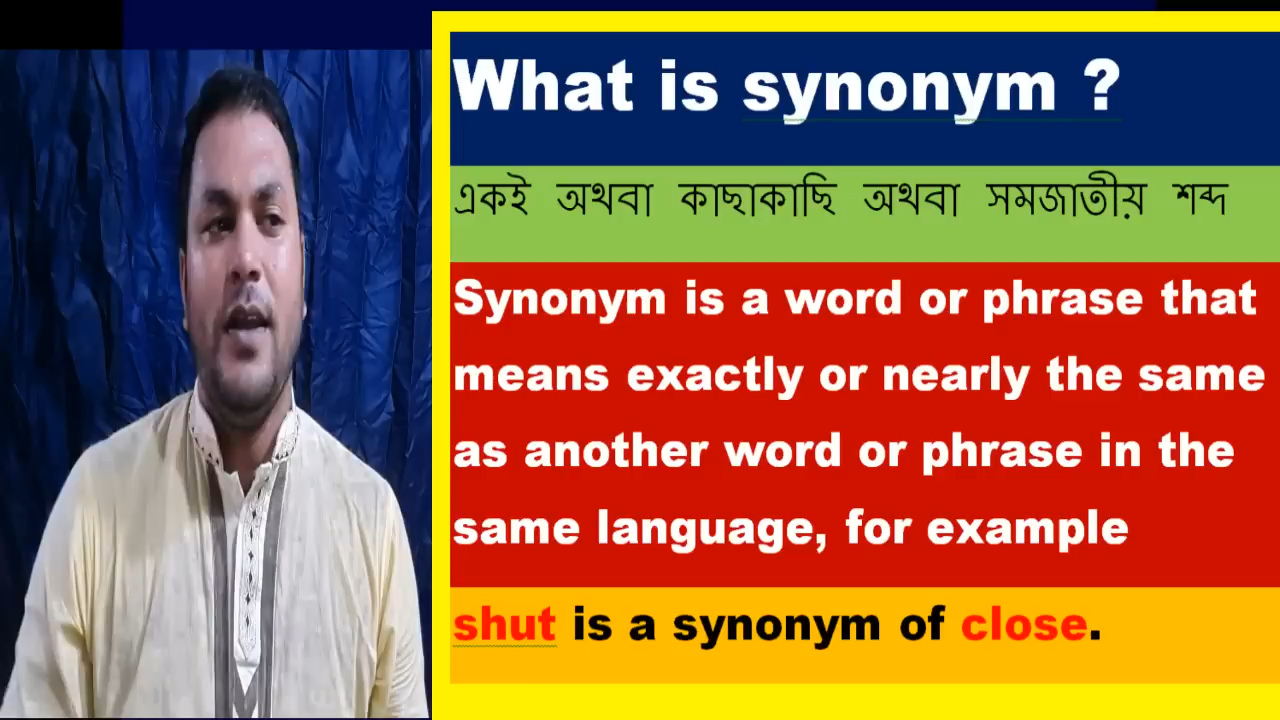 What is synonym ?
একই অথবা কাছাকাছি অথবা সমজাতীয় শব্দ
Synonym is a word or phrase that
means exactly or nearly the same
as another word or phrase in the
same language, for example
shut is a synonym of close.